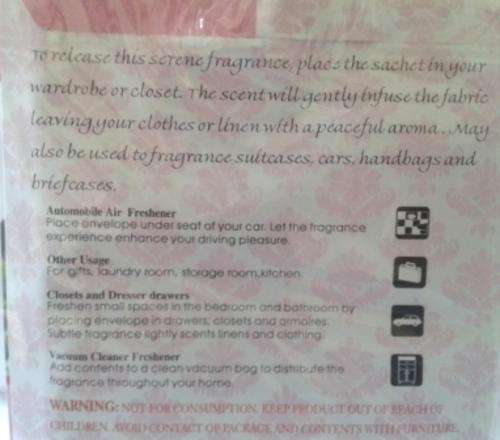 To release this serene fragrance, place the sachet in your
wardrobe or closet. The scent will gently infuse the fabric
leaving your clothes or linen with a peaceful aroma.. May
also be used to fragrance suitcases, cars, handbags and
briefcases.
Automobile Air Freshener
Place envelope under seat of your car. Let the fragrance
experience enhance your driving pleasure.
Other Usage
For gifts, laundry room, storage room,kitchen.
Closets and Dresser drawers
Freshen small spaces in the bedroom and bathroom by
placing envelope in drawers, closets and armoires.
Subtle fragrance lightly scents linens and clothing.
Vacuum Cleaner Freshener
Add contents to a clean vacuum bag to distribute the
fragrance throughout your home.
WARNING: NOT FOR CONSUMPTION. KEEP PRODUCT OUT OF REACH OF
CHILDREN. AVOID CONTACT OF PACKAGE AND CONTENTS WITH FURNITURE,